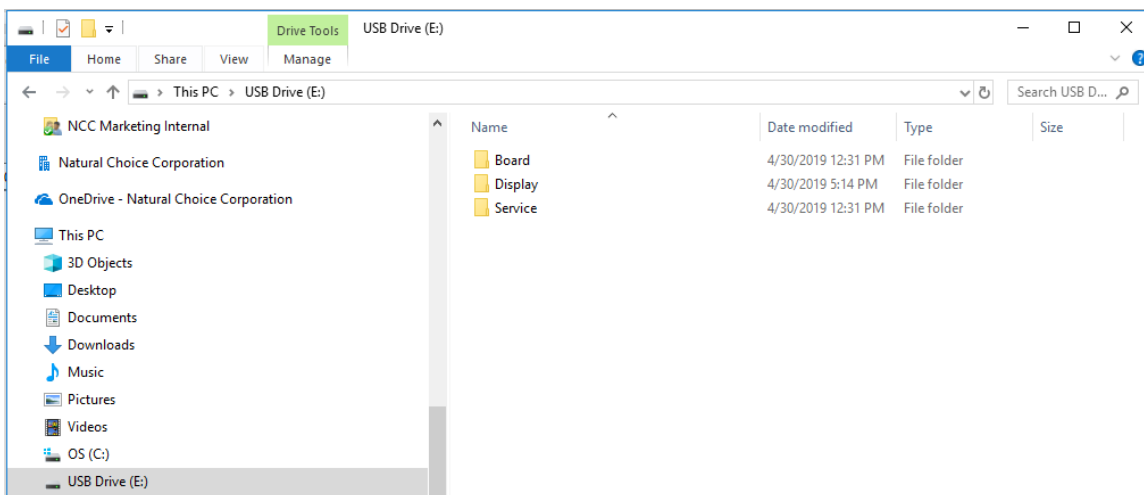 Drive Tools USB Drive (E:)
File Home Share View Manage
This PC > USB Drive (E:) Search USB D...
NCC Marketing Internal
Natural Choice Corporation
OneDrive - Natural Choice Corporation
This PC
3D Objects
Desktop
Documents
Downloads
Music
Pictures
Videos
OS (C:)
USB Drive (E:)
Name Date modified Type Size
Board 4/30/2019 12:31 PM File folder
Display 4/30/2019 5:14 PM File folder
Service 4/30/2019 12:31 PM File folder